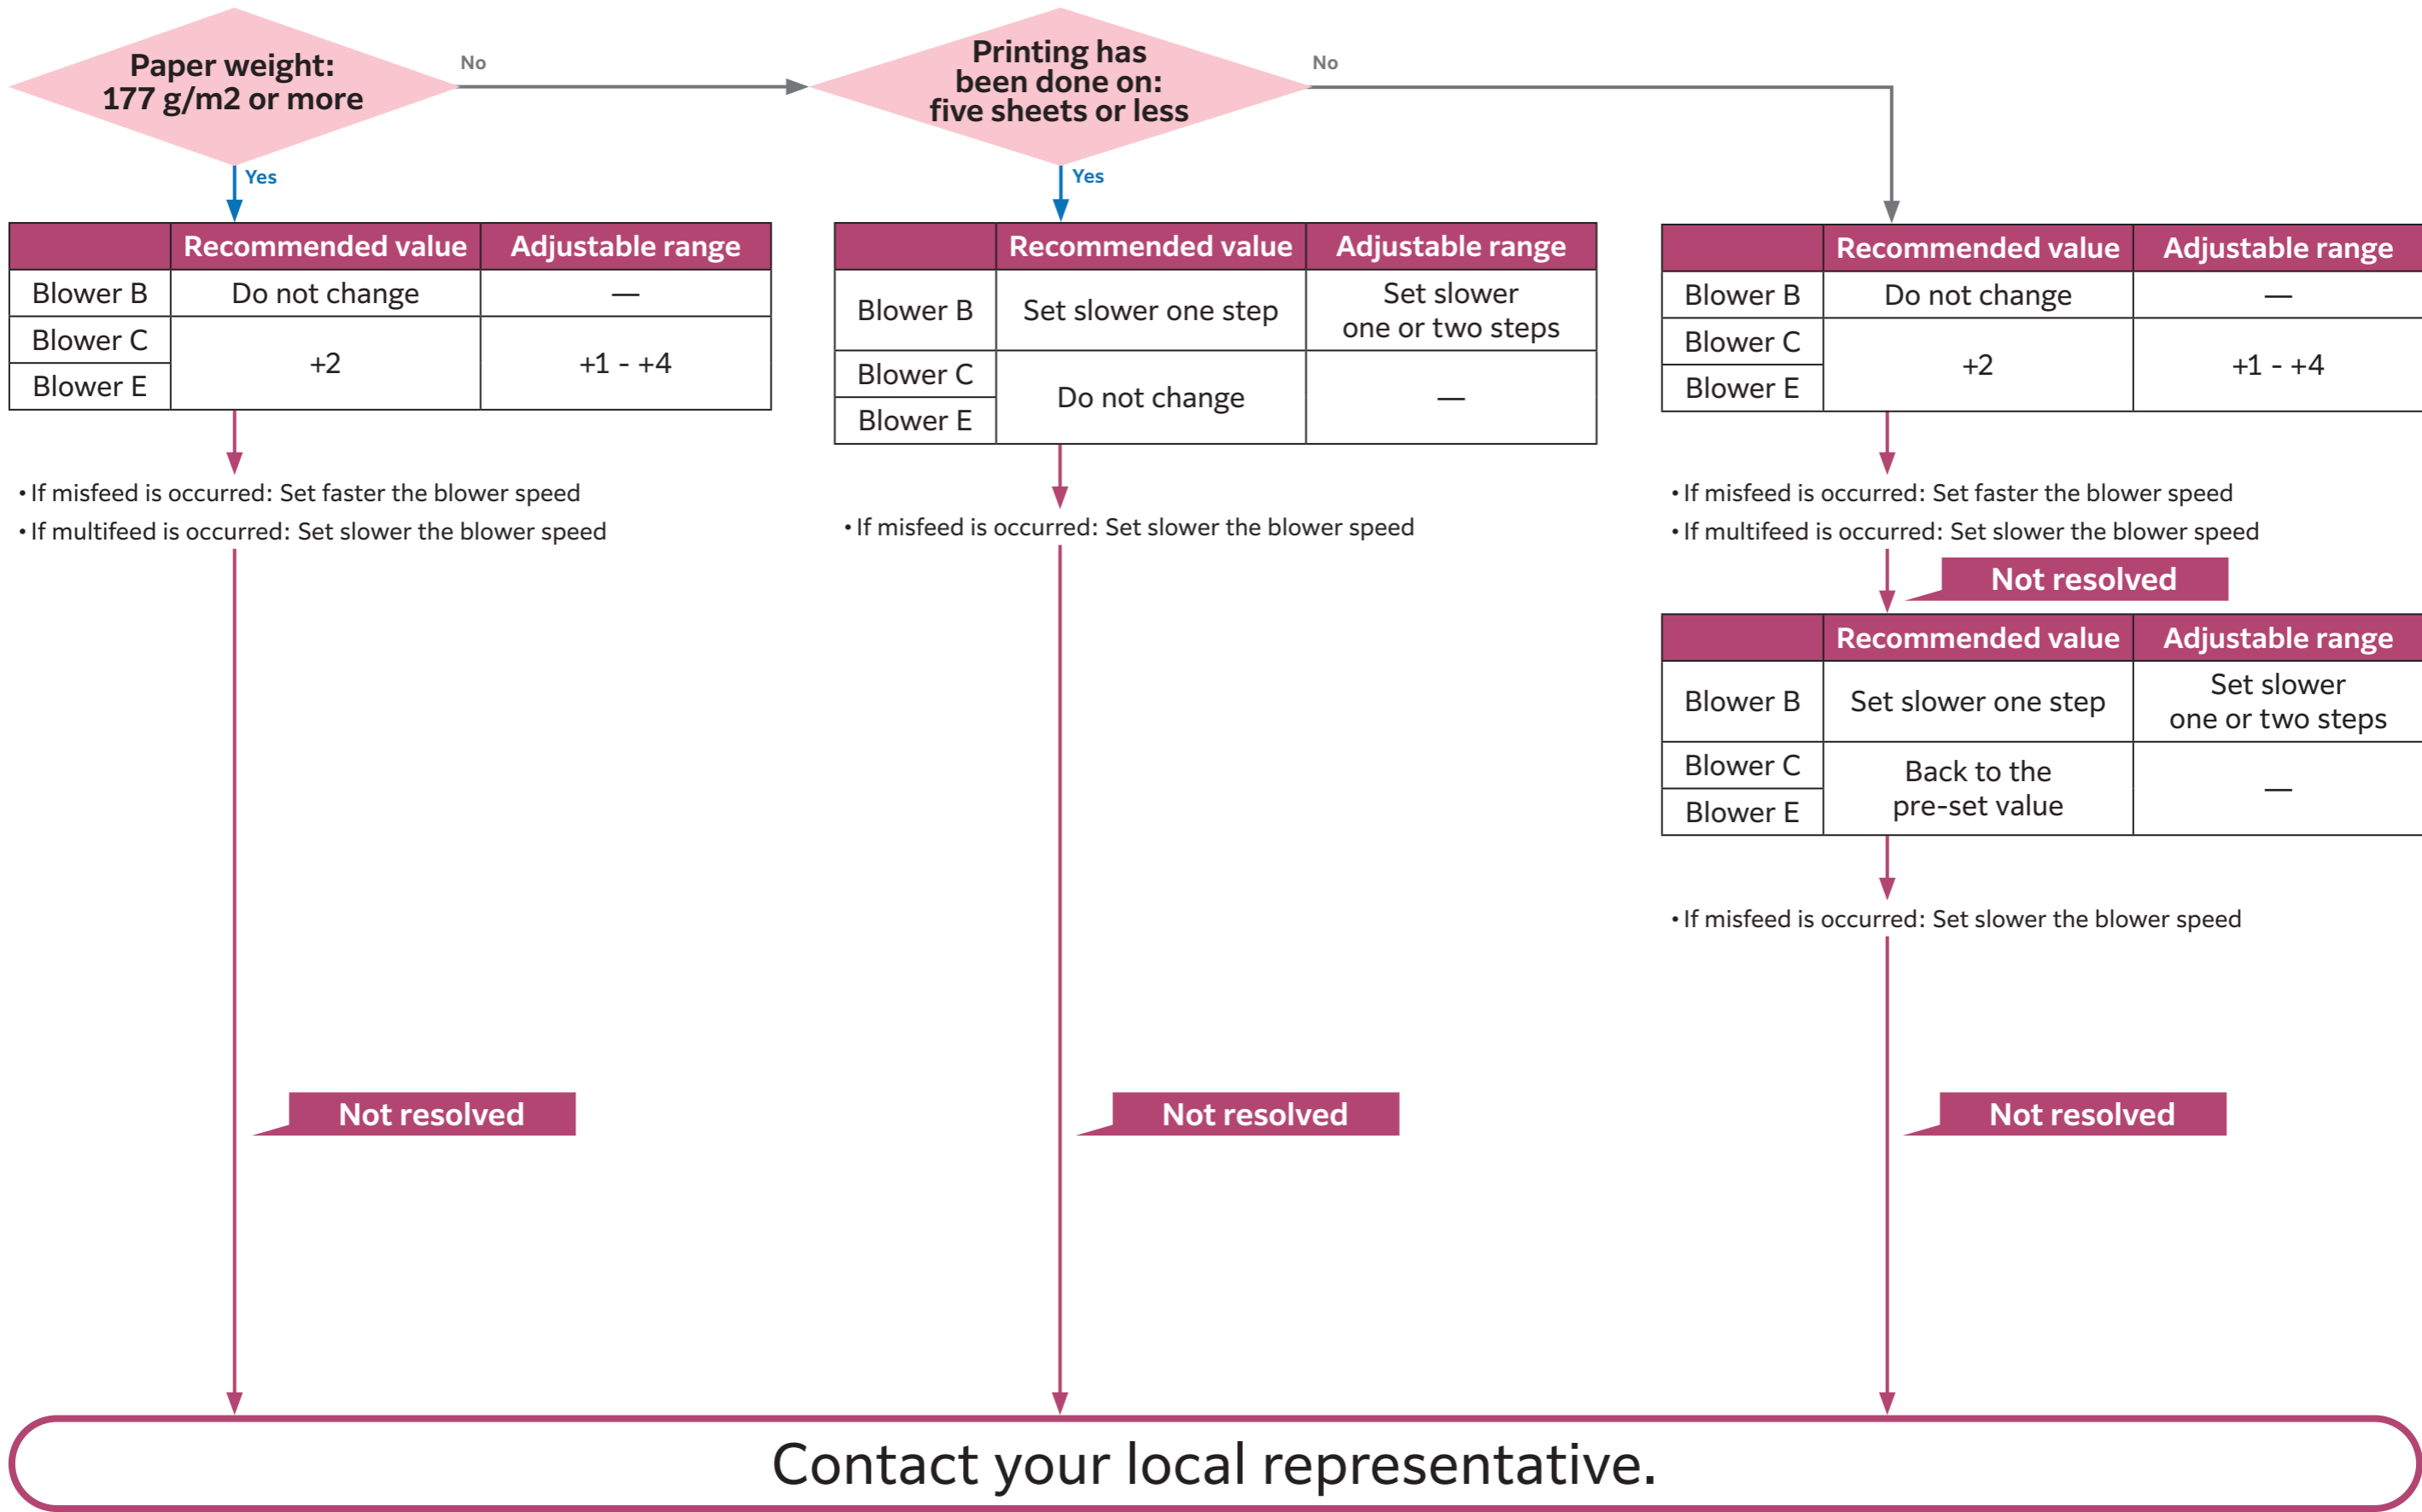 Paper weight:
177 g/m2 or more
No
Printing has
been done on:
five sheets or less
No
Yes
Yes
Recommended value Adjustable range
Blower B Do not change —
Blower C
+2 +1 - +4
Blower E
• If misfeed is occurred: Set faster the blower speed
• If multifeed is occurred: Set slower the blower speed
Not resolved
Recommended value Adjustable range
Blower B Set slower one step Set slower
one or two steps
Blower C
Do not change —
Blower E
• If misfeed is occurred: Set slower the blower speed
Not resolved
Recommended value Adjustable range
Blower B Do not change —
Blower C
+2 +1 - +4
Blower E
• If misfeed is occurred: Set faster the blower speed
• If multifeed is occurred: Set slower the blower speed
Not resolved
Recommended value Adjustable range
Blower B Set slower one step Set slower
one or two steps
Blower C Back to the
pre-set value —
Blower E
• If misfeed is occurred: Set slower the blower speed
Not resolved
Contact your local representative.